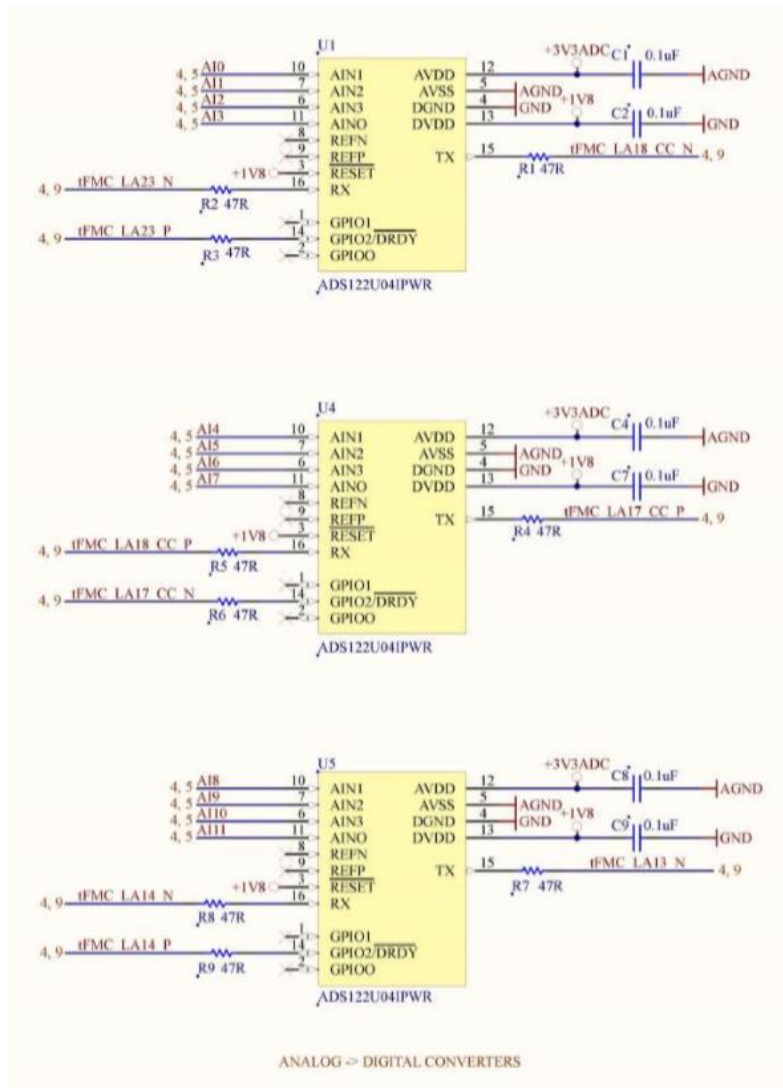 U1
4, 5 AI0 10 AIN1 AVDD 12 +3V3ADC C1 0.1uF AGND
4, 5 AI1 7 AIN2 AVSS 5 AGND
4, 5 AI2 6 AIN3 DGND 4 GND +1V8
4, 5 AI3 11 AINO DVDD 13 C2 0.1uF GND
8 REFN
9 REFP TX 15 R1 47R tFMC_LA18_CC_N 4, 9
+1V8 3 RESET
4, 9 tFMC_LA23_N R2 47R 16 RX
1 GPIO1
4, 9 tFMC_LA23_P R3 47R 14 GPIO2/DRDY
2 GPIOO
ADS122U04IPWR
U4
4, 5 AI4 10 AIN1 AVDD 12 +3V3ADC C4 0.1uF AGND
4, 5 AI5 7 AIN2 AVSS 5 AGND
4, 5 AI6 6 AIN3 DGND 4 GND +1V8
4, 5 AI7 11 AINO DVDD 13 C7 0.1uF GND
8 REFN
9 REFP TX 15 R4 47R tFMC_LA17_CC_P 4, 9
+1V8 3 RESET
4, 9 tFMC_LA18_CC_P R5 47R 16 RX
1 GPIO1
4, 9 tFMC_LA17_CC_N R6 47R 14 GPIO2/DRDY
2 GPIOO
ADS122U04IPWR
U5
4, 5 AI8 10 AIN1 AVDD 12 +3V3ADC C8 0.1uF AGND
4, 5 AI9 7 AIN2 AVSS 5 AGND
4, 5 AI10 6 AIN3 DGND 4 GND +1V8
4, 5 AI11 11 AINO DVDD 13 C9 0.1uF GND
8 REFN
9 REFP TX 15 R7 47R tFMC_LA13_N 4, 9
+1V8 3 RESET
4, 9 tFMC_LA14_N R8 47R 16 RX
1 GPIO1
4, 9 tFMC_LA14_P R9 47R 14 GPIO2/DRDY
2 GPIOO
ADS122U04IPWR
ANALOG -> DIGITAL CONVERTERS